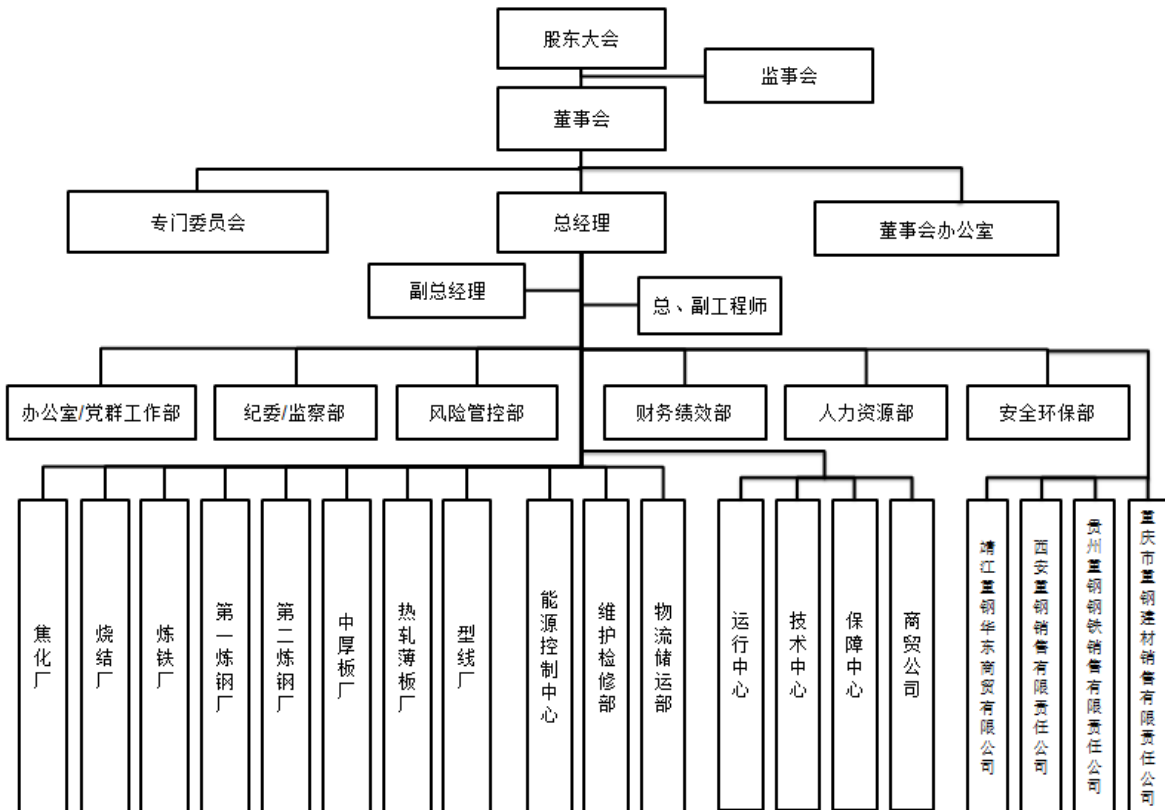 股东大会
监事会
董事会
专门委员会
总经理
董事会办公室
副总经理
总、副工程师
办公室/党群工作部
纪委/监察部
风险管控部
财务绩效部
人力资源部
安全环保部
焦化厂
烧结厂
炼铁厂
第一炼钢厂
第二炼钢厂
中厚板厂
热轧薄板厂
型线厂
能源控制中心
维护检修部
物流储运部
运行中心
技术中心
保障中心
商贸公司
靖江重钢华东商贸有限公司
西安重钢销售有限责任公司
贵州重钢钢铁销售有限责任公司
重庆市重钢建材销售有限责任公司